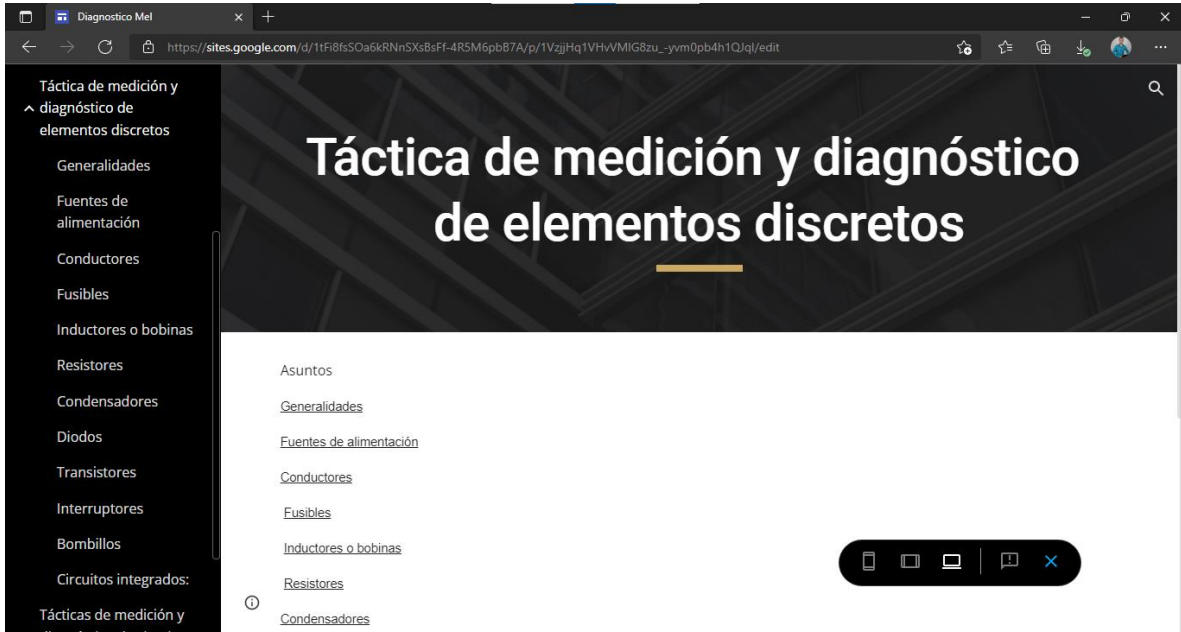 Diagnostico Mel
https://sites.google.com/d/1tFi8fsSOa6kRNnSXsBsFf-4R5M6pbB7A/p/1VzjjHq1VHvVMIG8zu_-yvm0pb4h1QJqI/edit
Táctica de medición y
diagnóstico de
elementos discretos
Generalidades
Fuentes de
alimentación
Conductores
Fusibles
Inductores o bobinas
Resistores
Condensadores
Diodos
Transistores
Interruptores
Bombillos
Circuitos integrados:
Tácticas de medición y
Táctica de medición y diagnóstico
de elementos discretos
Asuntos
Generalidades
Fuentes de alimentación
Conductores
Fusibles
Inductores o bobinas
Resistores
Condensadores